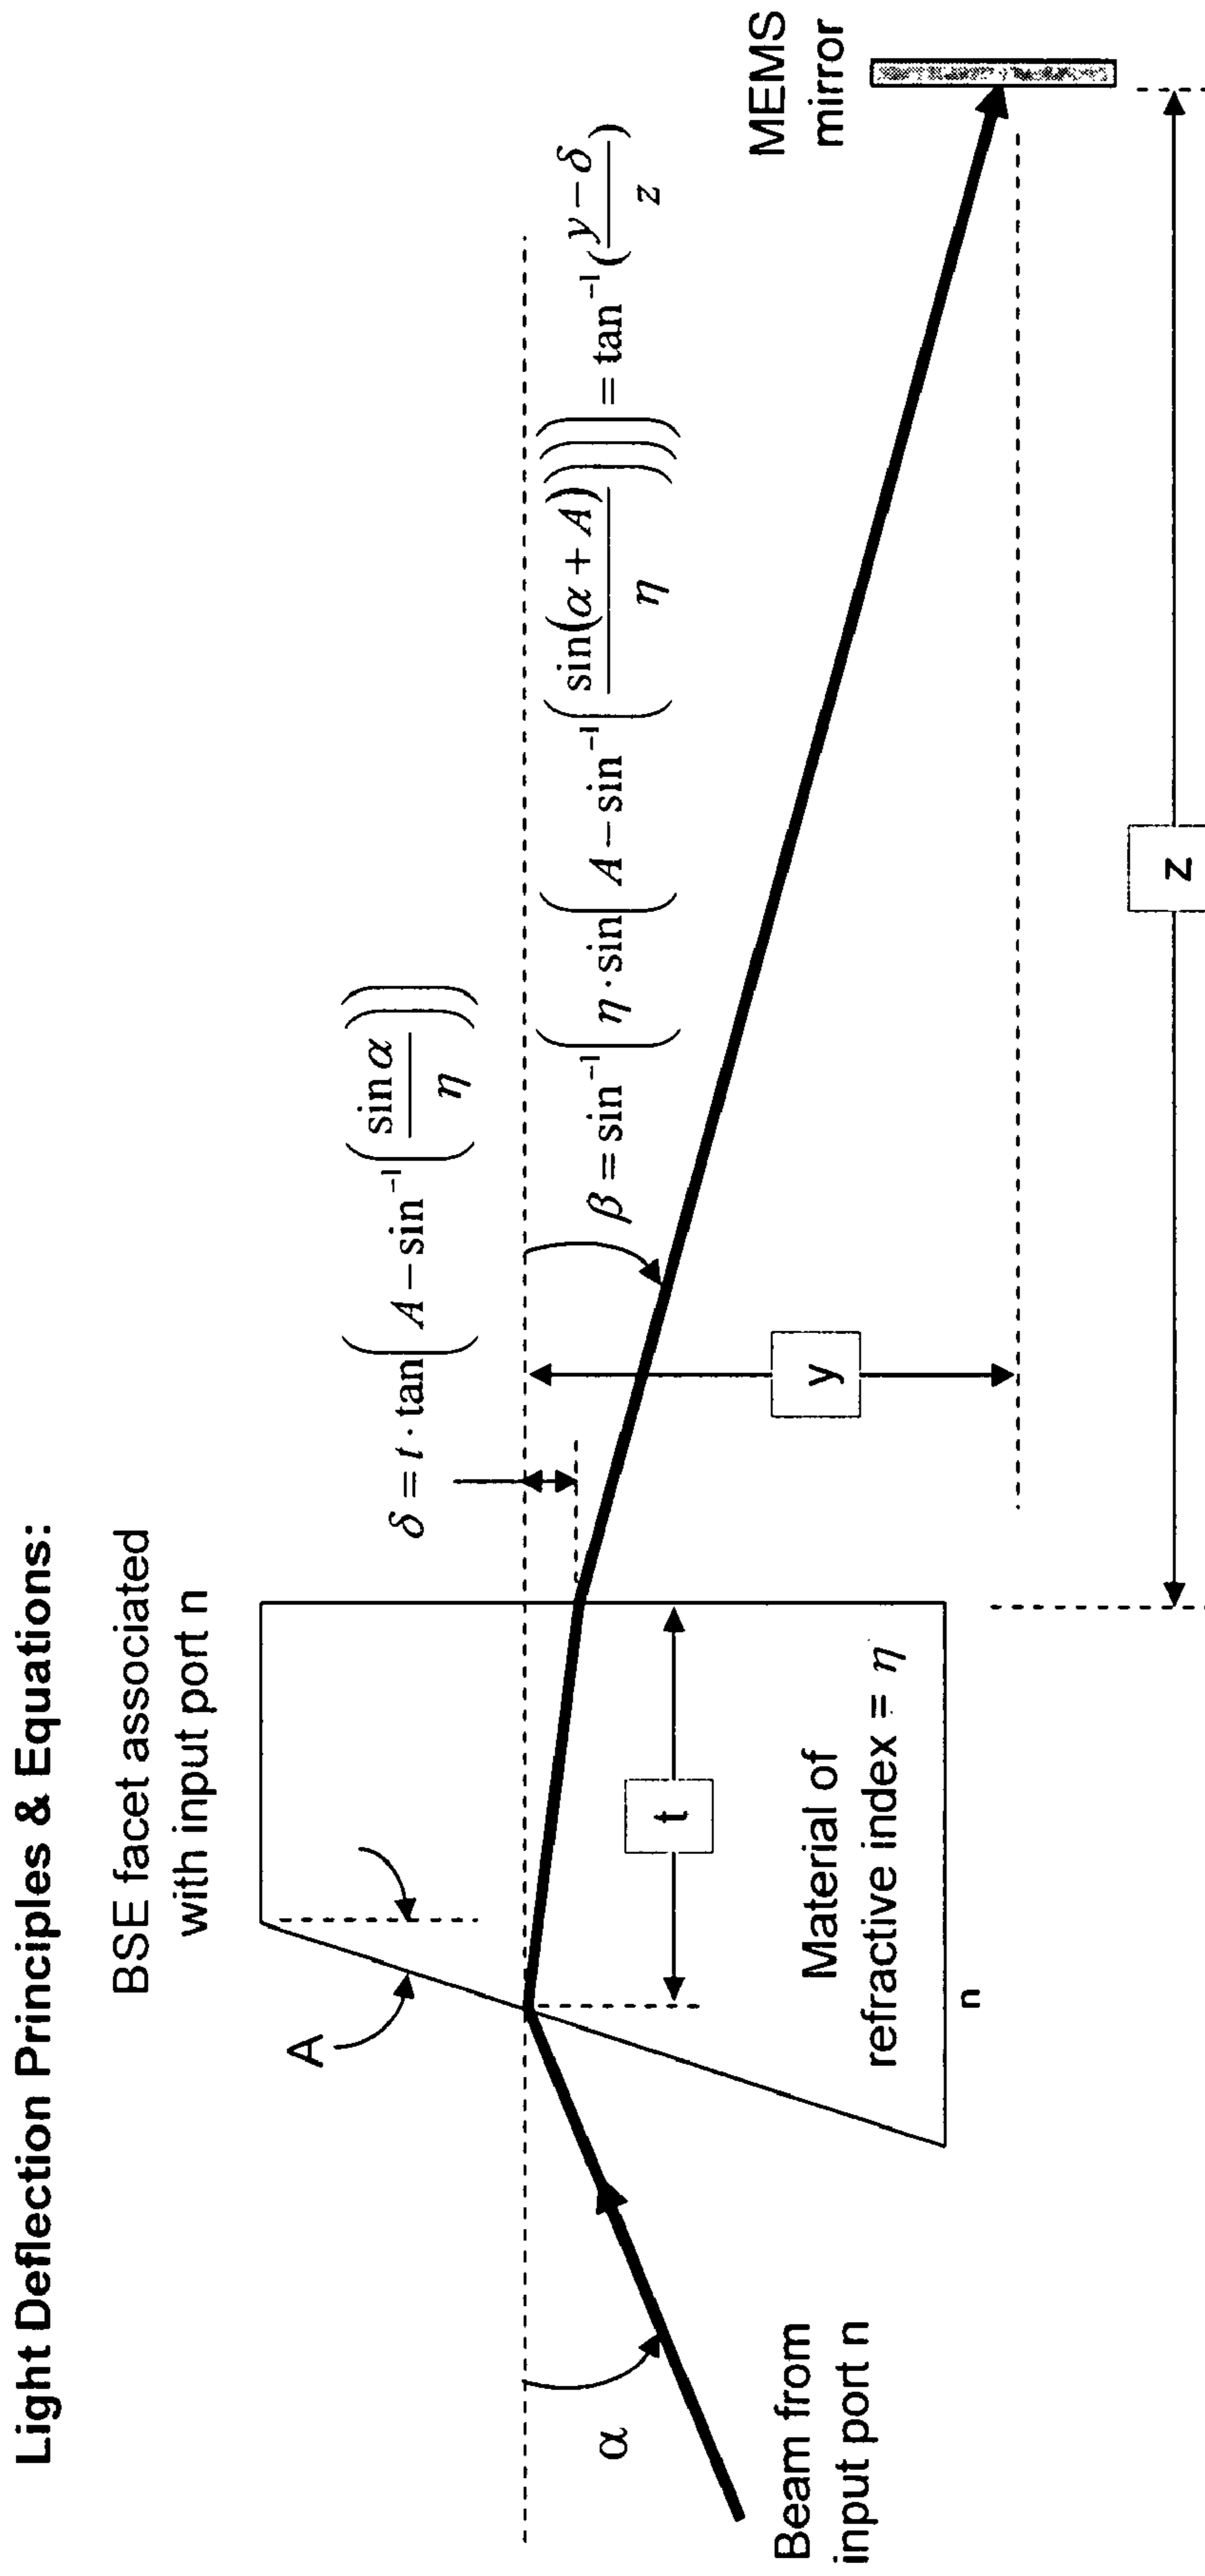 Light Deflection Principles & Equations:
BSE facet associated
with input port n
A
δ = t · tan( A − sin⁻¹( sin α / η ) )
β = sin⁻¹( η · sin( A − sin⁻¹( sin(α + A) / η ) ) ) = tan⁻¹( y − δ / z )
MEMS
mirror
α
Beam from
input port n
t
y
Material of
refractive index = η
n
z